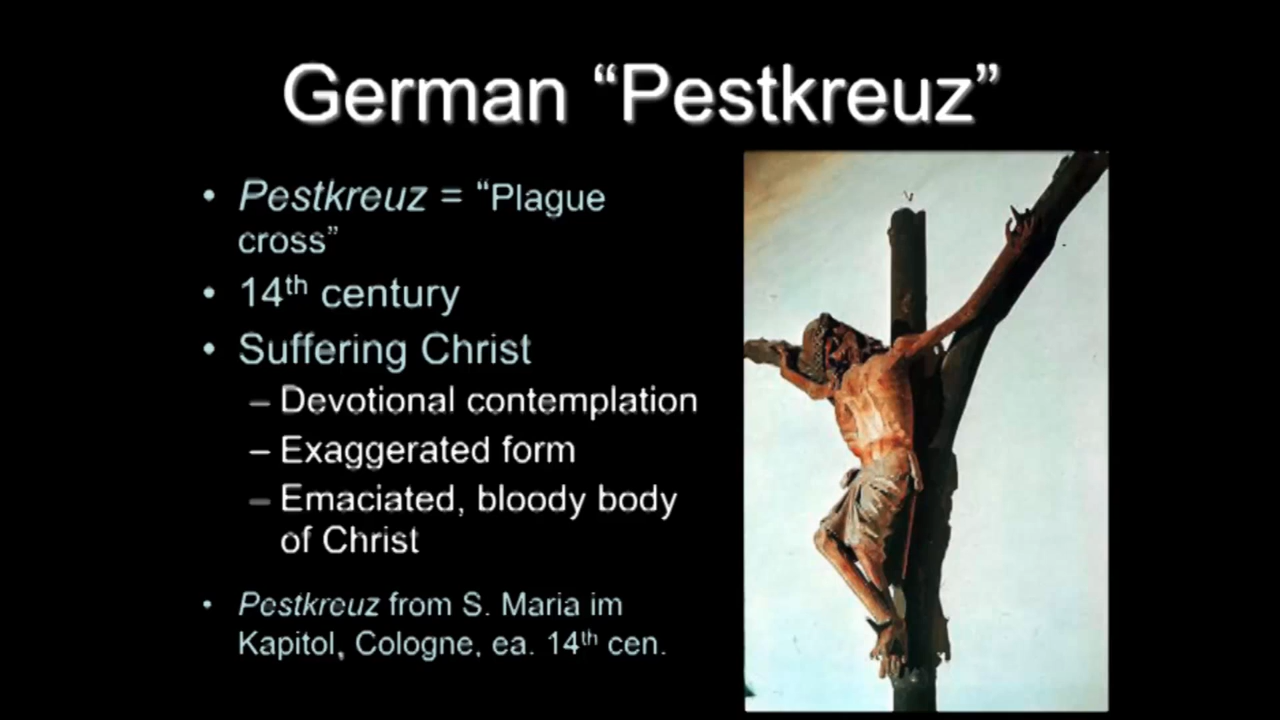 German “Pestkreuz”
• Pestkreuz = “Plague
cross”
• 14th century
• Suffering Christ
– Devotional contemplation
– Exaggerated form
– Emaciated, bloody body
of Christ
• Pestkreuz from S. Maria im
Kapitol, Cologne, ea. 14th cen.